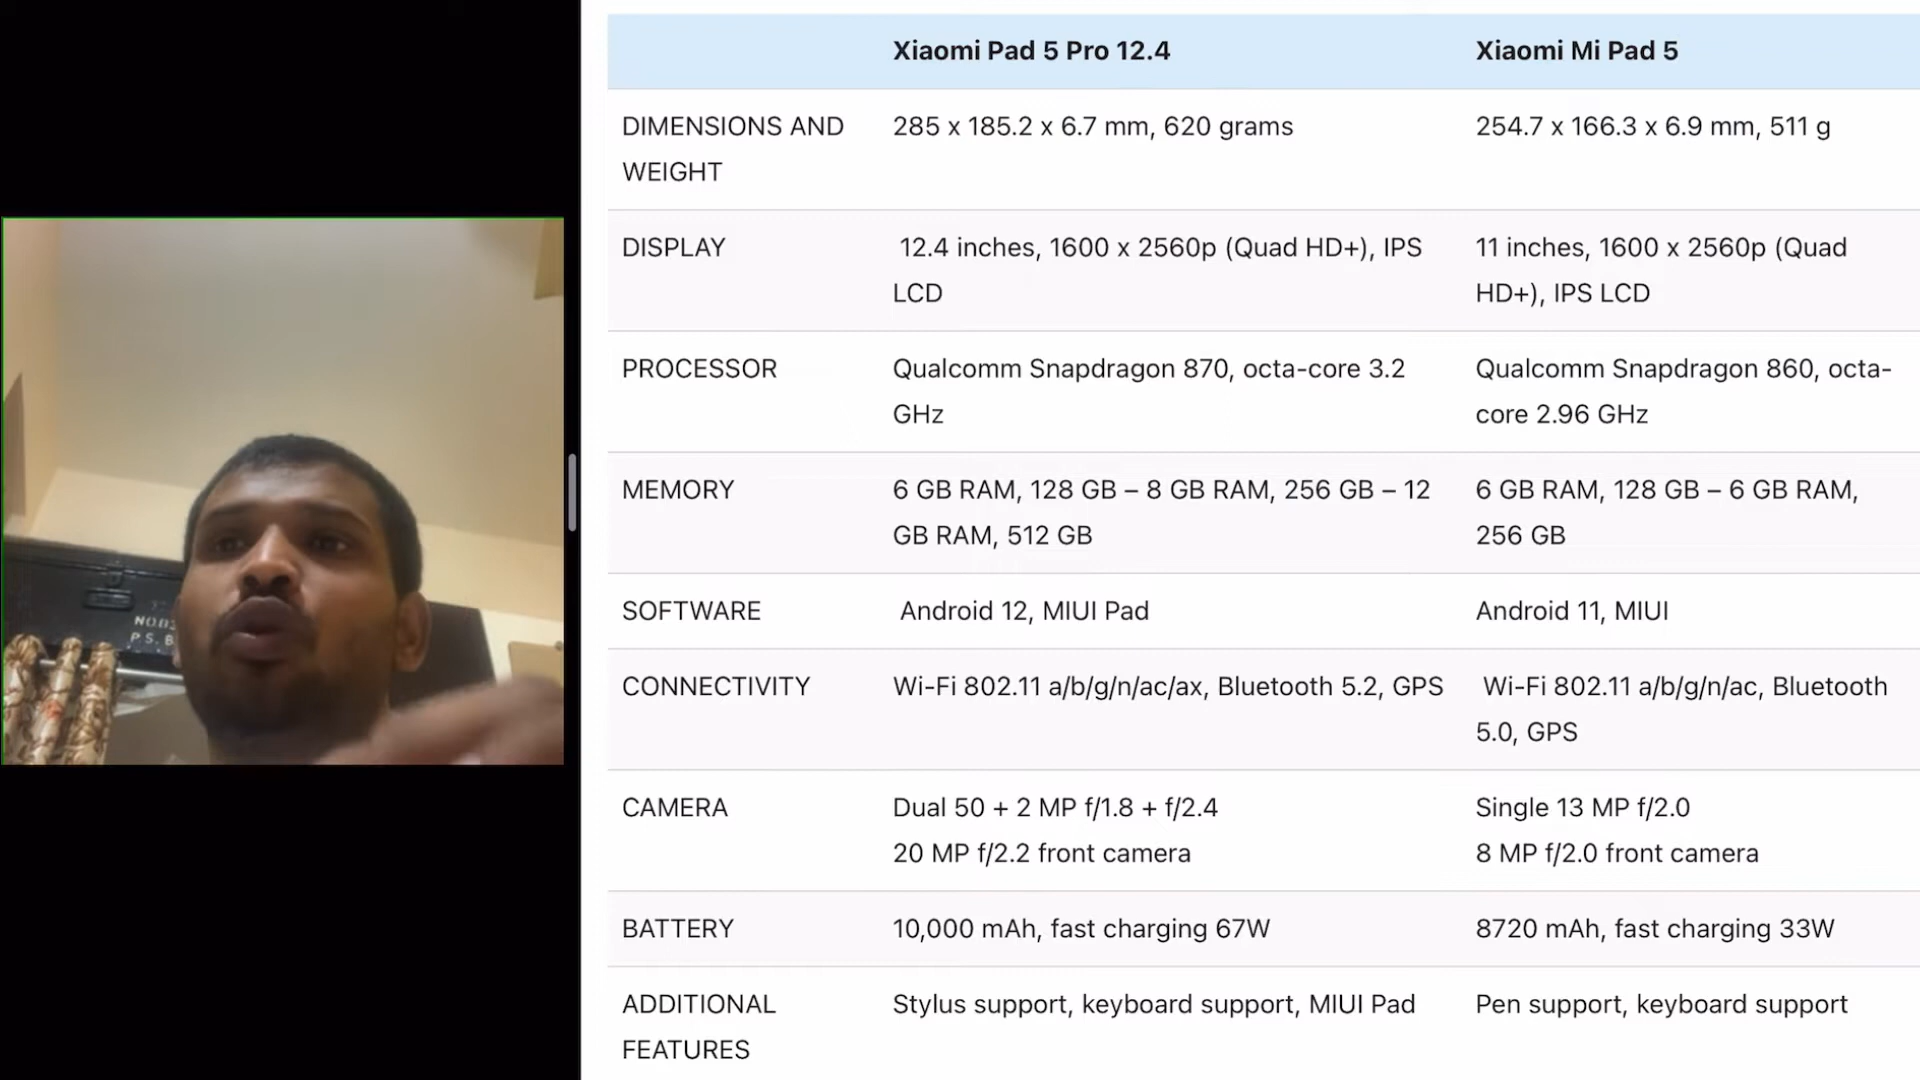 Xiaomi Pad 5 Pro 12.4 Xiaomi Mi Pad 5
DIMENSIONS AND 285 x 185.2 x 6.7 mm, 620 grams 254.7 x 166.3 x 6.9 mm, 511 g
WEIGHT
DISPLAY 12.4 inches, 1600 x 2560p (Quad HD+), IPS 11 inches, 1600 x 2560p (Quad
LCD HD+), IPS LCD
PROCESSOR Qualcomm Snapdragon 870, octa-core 3.2 Qualcomm Snapdragon 860, octa-
GHz core 2.96 GHz
MEMORY 6 GB RAM, 128 GB – 8 GB RAM, 256 GB – 12 6 GB RAM, 128 GB – 6 GB RAM,
GB RAM, 512 GB 256 GB
SOFTWARE Android 12, MIUI Pad Android 11, MIUI
CONNECTIVITY Wi-Fi 802.11 a/b/g/n/ac/ax, Bluetooth 5.2, GPS Wi-Fi 802.11 a/b/g/n/ac, Bluetooth
5.0, GPS
CAMERA Dual 50 + 2 MP f/1.8 + f/2.4 Single 13 MP f/2.0
20 MP f/2.2 front camera 8 MP f/2.0 front camera
BATTERY 10,000 mAh, fast charging 67W 8720 mAh, fast charging 33W
ADDITIONAL Stylus support, keyboard support, MIUI Pad Pen support, keyboard support
FEATURES